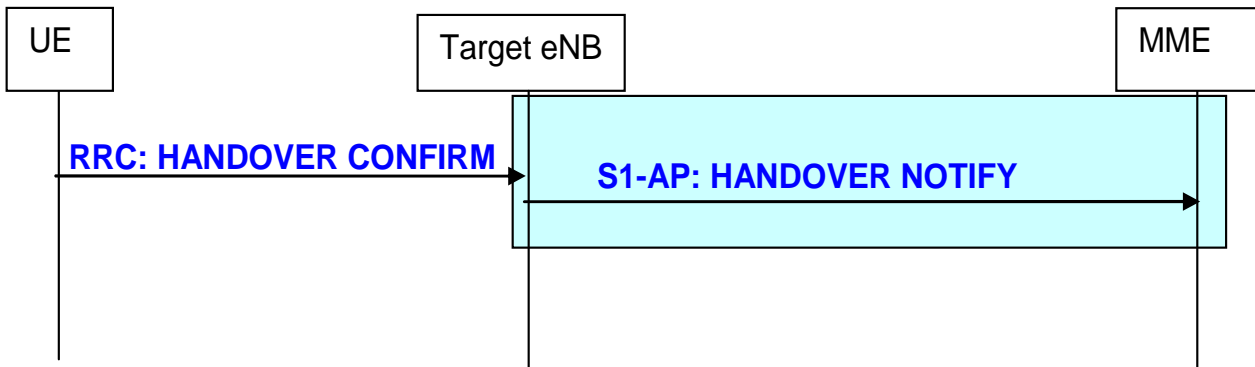 UE
Target eNB
MME
RRC: HANDOVER CONFIRM
S1-AP: HANDOVER NOTIFY